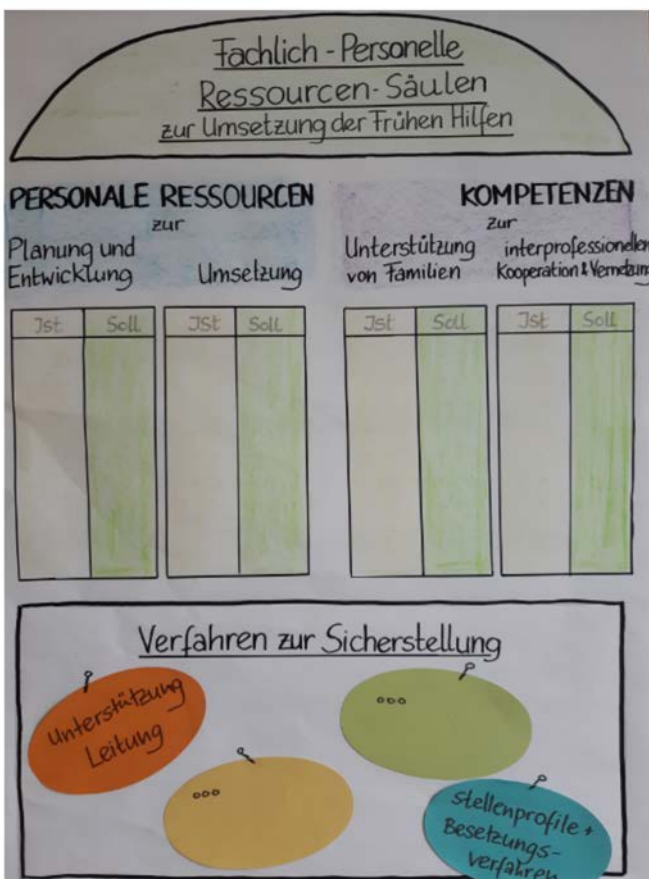 Fachlich-Personelle
Ressourcen-Säulen
zur Umsetzung der Frühen Hilfen
PERSONALE RESSOURCEN
zur
Planung und
Entwicklung
Umsetzung
KOMPETENZEN
zur
Unterstützung
von Familien
interprofessionellen
Kooperation & Vernetzung
Ist Soll
Ist Soll
Ist Soll
Ist Soll
Verfahren zur Sicherstellung
Unterstützung
Leitung
ooo
ooo
Stellenprofile +
Besetzungs-
verfahren